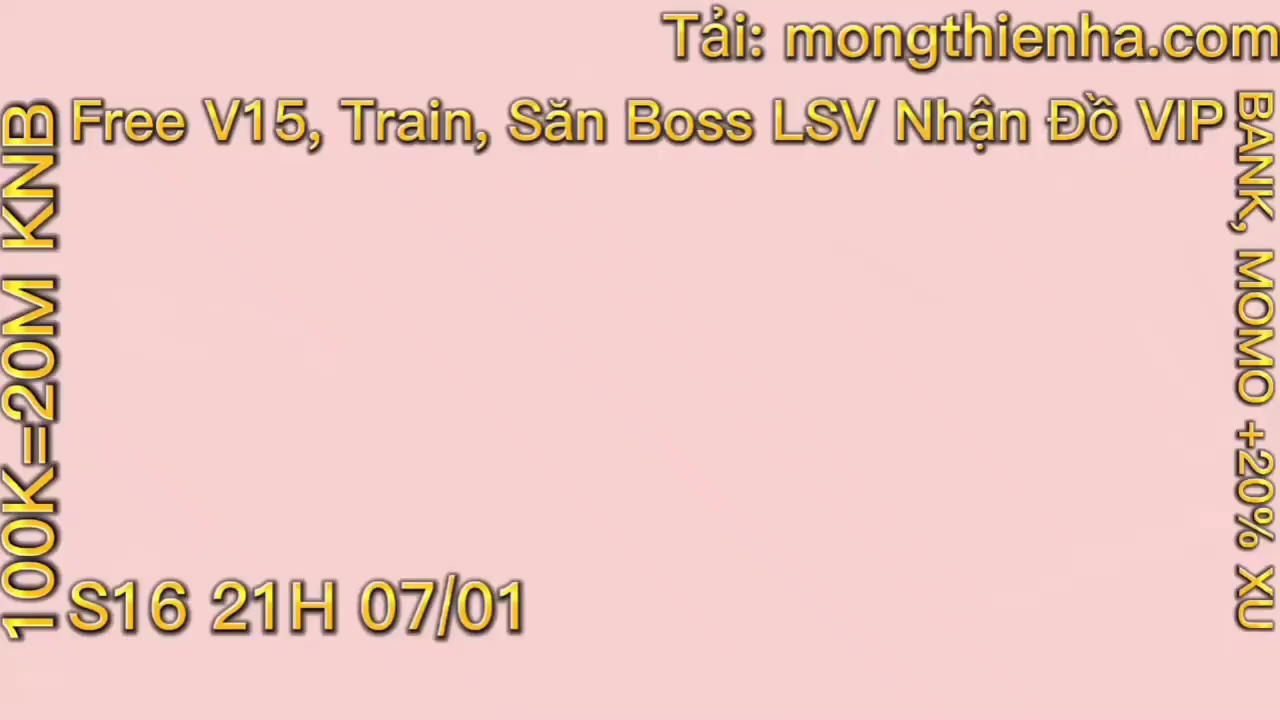 Tải: mongthienha.com
Free V15, Train, Săn Boss LSV Nhận Đồ VIP
100K=20M KNB
BANK, MOMO +20% XU
S16 21H 07/01